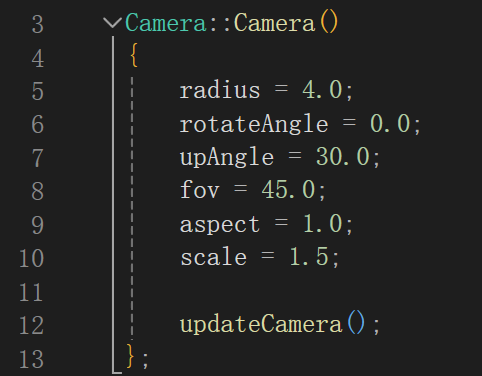 3 Camera::Camera()
4 {
5 radius = 4.0;
6 rotateAngle = 0.0;
7 upAngle = 30.0;
8 fov = 45.0;
9 aspect = 1.0;
10 scale = 1.5;
11
12 updateCamera();
13 };